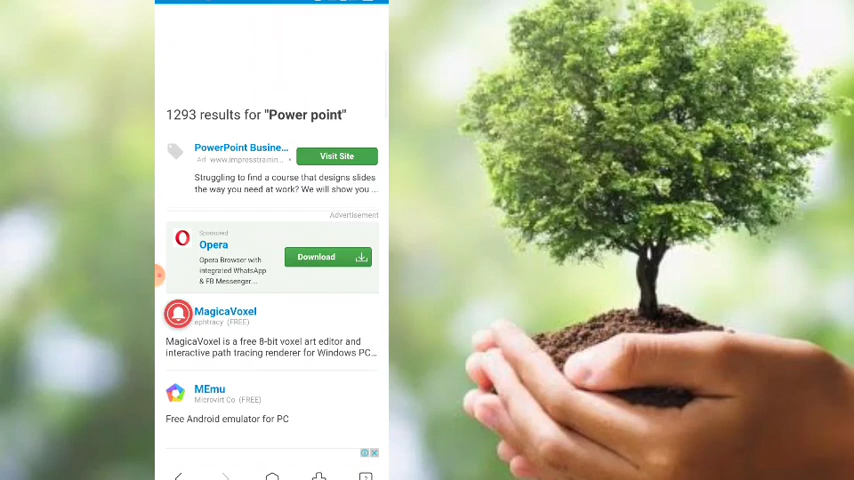 1293 results for "Power point"
PowerPoint Busine...
Ad www.impresstrainin...
Visit Site
Struggling to find a course that designs slides
the way you need at work? We will show you ...
Advertisement
Sponsored
Opera
Opera Browser with
integrated WhatsApp
& FB Messenger...
Download
MagicaVoxel
ephtracy (FREE)
MagicaVoxel is a free 8-bit voxel art editor and
interactive path tracing renderer for Windows PC...
MEmu
Microvirt Co (FREE)
Free Android emulator for PC